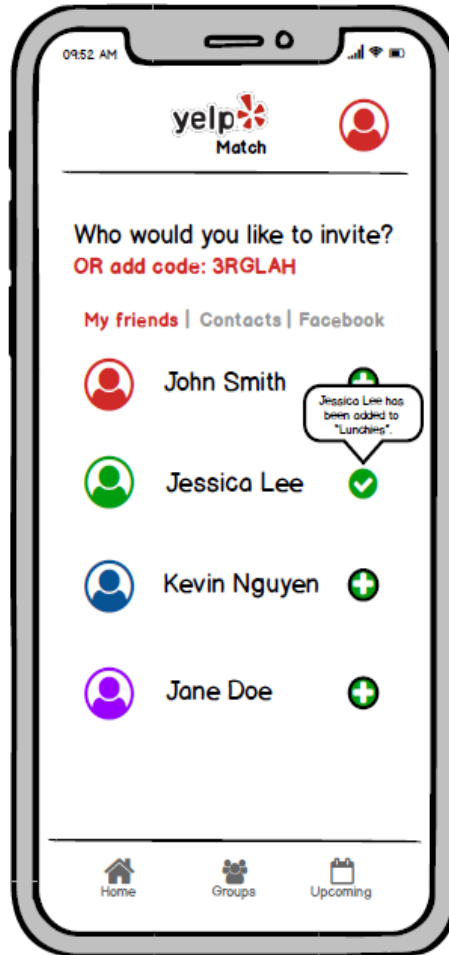 09:52 AM
yelp
Match
Who would you like to invite?
OR add code: 3RGLAH
My friends | Contacts | Facebook
John Smith
Jessica Lee has
been added to
"Lunchies".
Jessica Lee
Kevin Nguyen
Jane Doe
Home
Groups
Upcoming